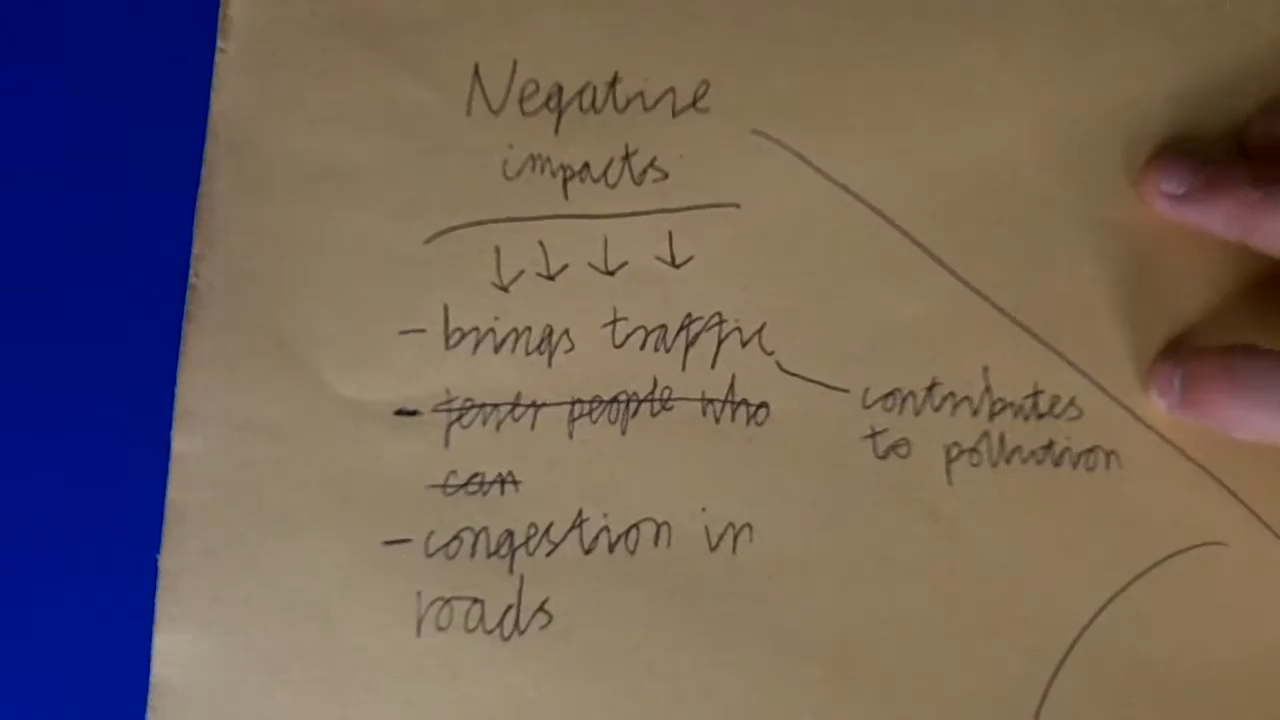 Negative
impacts
- brings traffic
contributes
to pollution
- fewer people who
can
- congestion in
roads